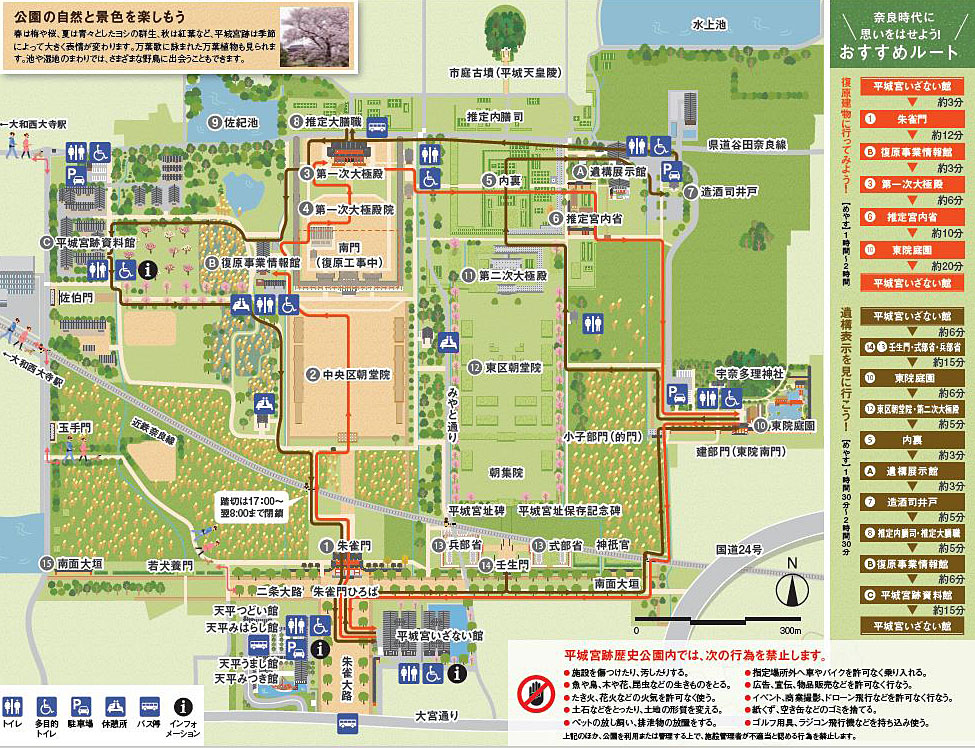 公園の自然と景色を楽しもう
春は梅や桜、夏は青々としたヨシの群生、秋は紅葉など、平城宮跡は季節
によって大きく表情が変わります。万葉歌に詠まれた万葉植物も見られま
す。池や湿地のまわりでは、さまざまな野鳥に出会うこともできます。
市庭古墳(平城天皇陵)
水上池
←大和西大寺駅
⑨佐紀池
⑧推定大膳職
推定内膳司
県道谷田奈良線
③第一次大極殿
⑤内裏
Ⓐ遺構展示館
⑦造酒司井戸
④第一次大極殿院
⑥推定宮内省
Ⓒ平城宮跡資料館
南門
(復原工事中)
Ⓑ復原事業情報館
⑪第二次大極殿
佐伯門
←大和西大寺駅
②中央区朝堂院
⑫東区朝堂院
みやと通り
宇奈多理神社
玉手門
近鉄奈良線
小子部門(的門)
⑩東院庭園
建部門(東院南門)
朝集院
踏切は17:00〜
翌8:00まで閉鎖
平城宮址碑
平城宮址保存記念碑
①朱雀門
⑬兵部省
⑬式部省
神祇官
国道24号
⑮南面大垣
若犬養門
⑭壬生門
南面大垣
二条大路
朱雀門ひろば
N
0
300m
天平つどい館
天平みはらし館
天平うまし館
天平みつき館
平城宮いざない館
朱雀大路
大宮通り
トイレ
多目的
トイレ
駐車場
休憩所
バス停
インフォ
メーション
平城宮跡歴史公園内では、次の行為を禁止します。
●施設を傷つけたり、汚しがする。
●魚や鳥、木や花、昆虫などの生きものをとる。
●たき火、花火などの火気を許可なく使う。
●土石などをとったり、土地の形質を変える。
●ペットの放し飼い、排泄物の放置をする。
●指定場所外へ車やバイクを許可なく乗り入れる。
●広告、宣伝、物品販売などを許可なく行なう。
●イベント、商業撮影、ドローン飛行などを許可なく行なう。
●紙くず、空き缶などのゴミを捨てる。
●ゴルフ用具、ラジコン飛行機などを持ち込み使う。
上記のほか、公園を利用または管理する上で、施設管理者が不適当と認める行為を禁止します。
奈良時代に
思いをはせよう!
おすすめルート
復原建物に行ってみよう!
【めやす】1時間〜2時間
平城宮いざない館
約3分
①朱雀門
約12分
Ⓑ復原事業情報館
約3分
③第一次大極殿
約6分
⑥推定宮内省
約10分
⑩東院庭園
約20分
平城宮いざない館
遺構表示を見に行こう!
【めやす】1時間30分〜2時間30分
平城宮いざない館
約6分
⑭⑬壬生門・式部省・兵部省
約15分
⑩東院庭園
約6分
⑫東区朝堂院・第二次大極殿
約5分
⑤内裏
約3分
Ⓐ遺構展示館
約3分
⑦造酒司井戸
約5分
⑧推定内膳司・推定大膳職
約5分
Ⓑ復原事業情報館
約6分
Ⓒ平城宮跡資料館
約15分
平城宮いざない館